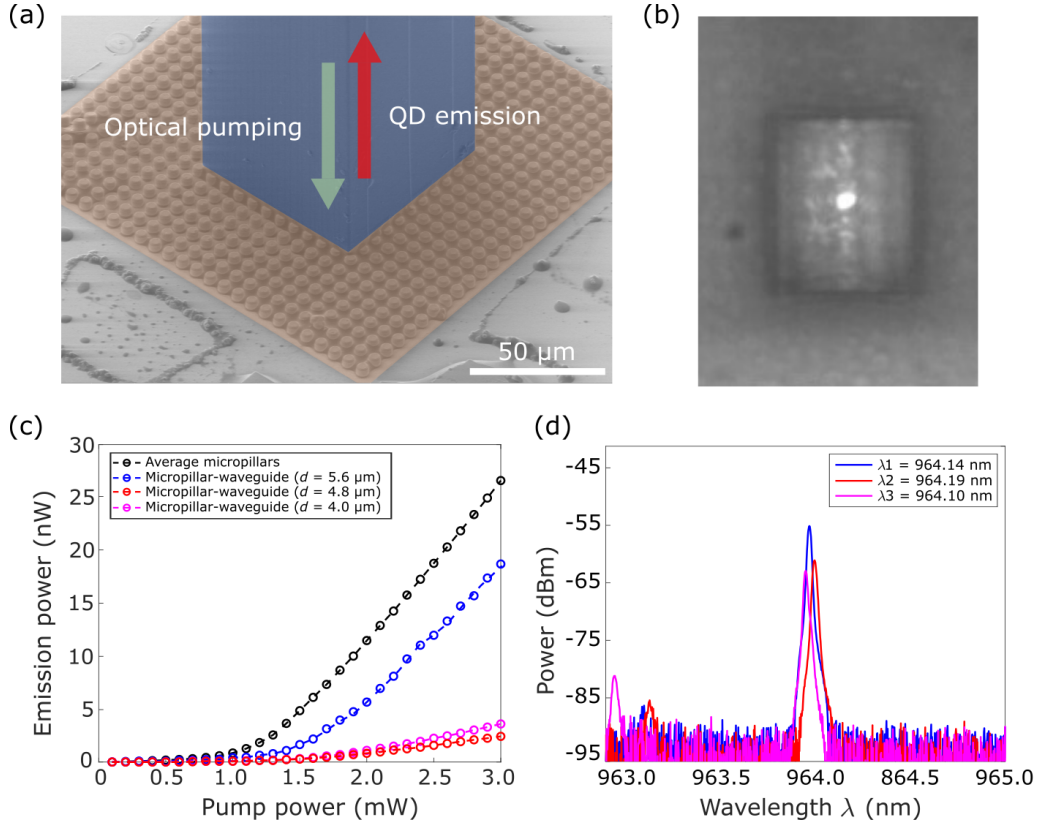 (a)
Optical pumping
QD emission
50 μm
(b)
(c)
Emission power (nW)
30
25
20
15
10
5
0
Average micropillars
Micropillar-waveguide (d = 5.6 μm)
Micropillar-waveguide (d = 4.8 μm)
Micropillar-waveguide (d = 4.0 μm)
0 0.5 1.0 1.5 2.0 2.5 3.0
Pump power (mW)
(d)
Power (dBm)
-45
-55
-65
-75
-85
-95
λ1 = 964.14 nm
λ2 = 964.19 nm
λ3 = 964.10 nm
963.0 963.5 964.0 864.5 965.0
Wavelength λ (nm)